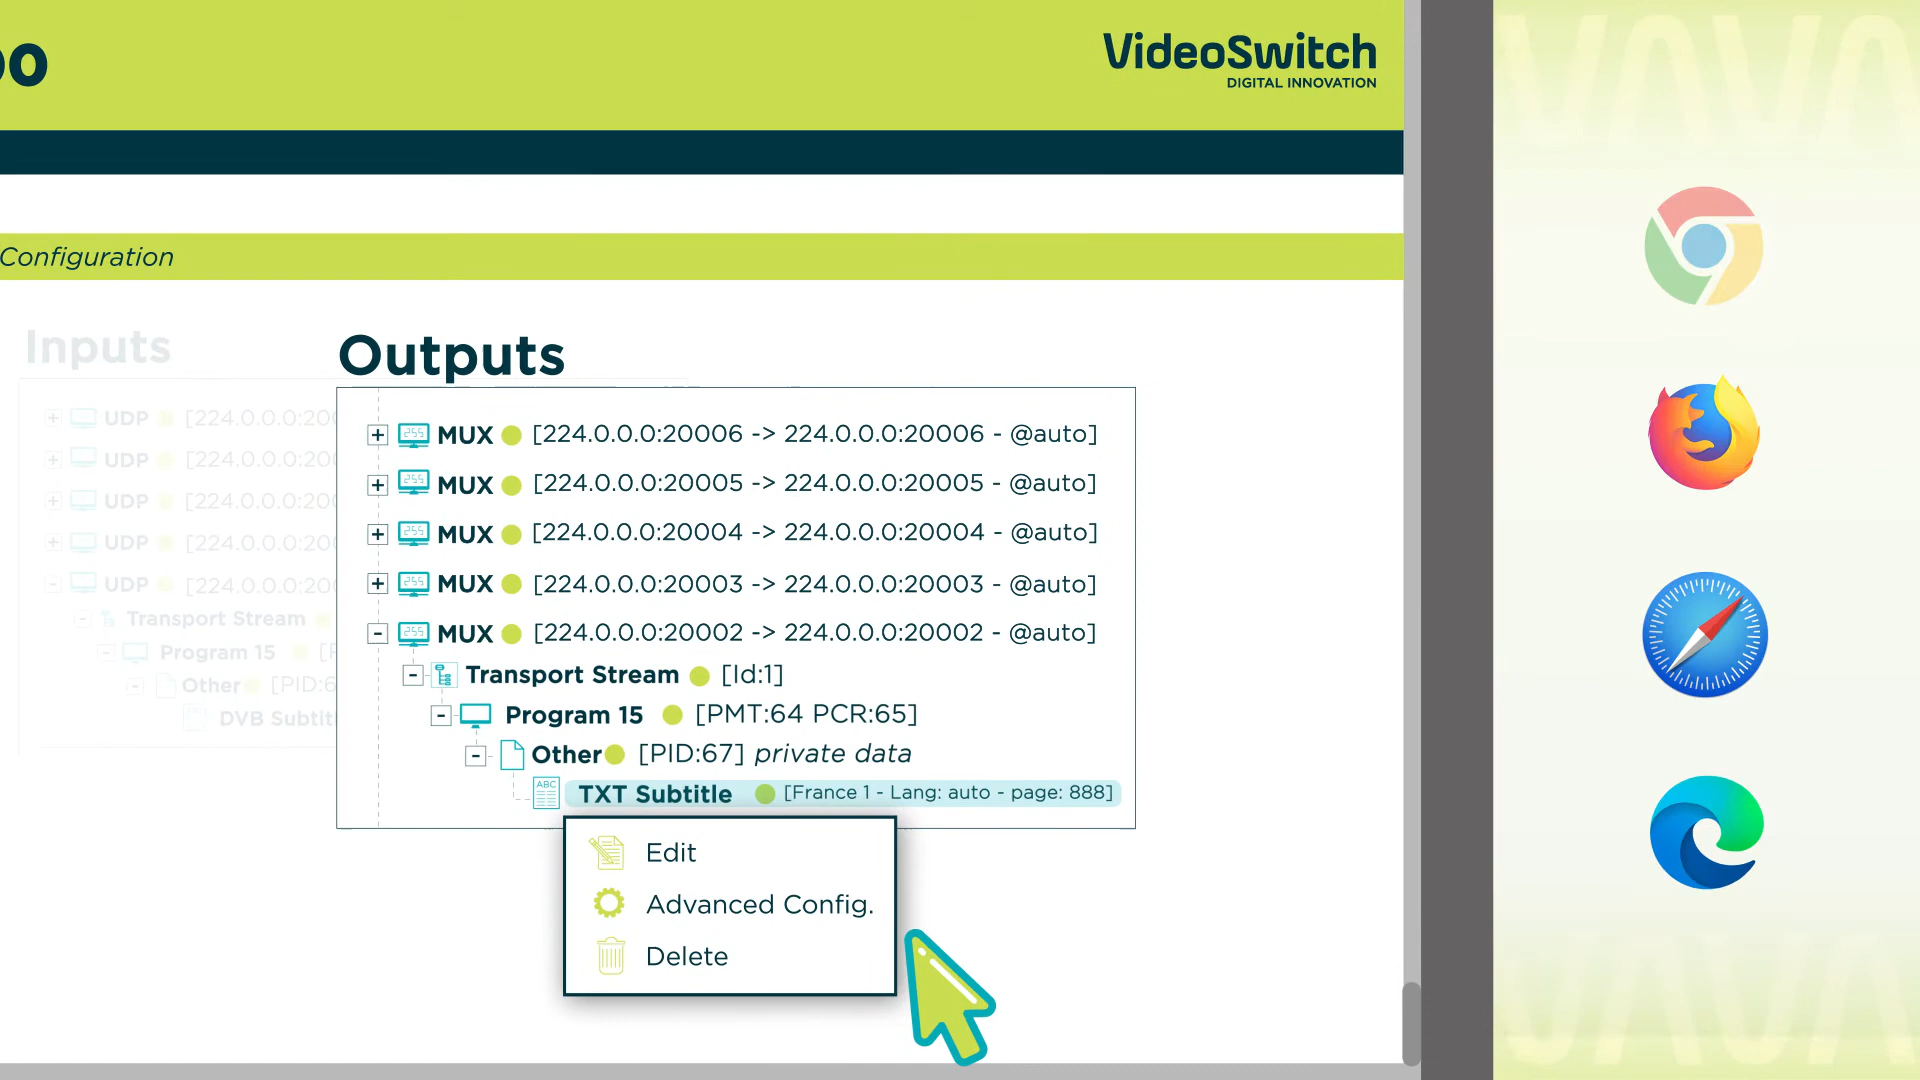 VideoSwitch
DIGITAL INNOVATION
Configuration
Inputs
UDP
UDP
UDP
UDP
UDP
Transport Stream
Program 15
Other
Outputs
MUX [224.0.0.0:20006 -> 224.0.0.0:20006 - @auto]
MUX [224.0.0.0:20005 -> 224.0.0.0:20005 - @auto]
MUX [224.0.0.0:20004 -> 224.0.0.0:20004 - @auto]
MUX [224.0.0.0:20003 -> 224.0.0.0:20003 - @auto]
MUX [224.0.0.0:20002 -> 224.0.0.0:20002 - @auto]
Transport Stream [Id:1]
Program 15 [PMT:64 PCR:65]
Other [PID:67] private data
ABC TXT Subtitle [France 1 - Lang: auto - page: 888]
Edit
Advanced Config.
Delete